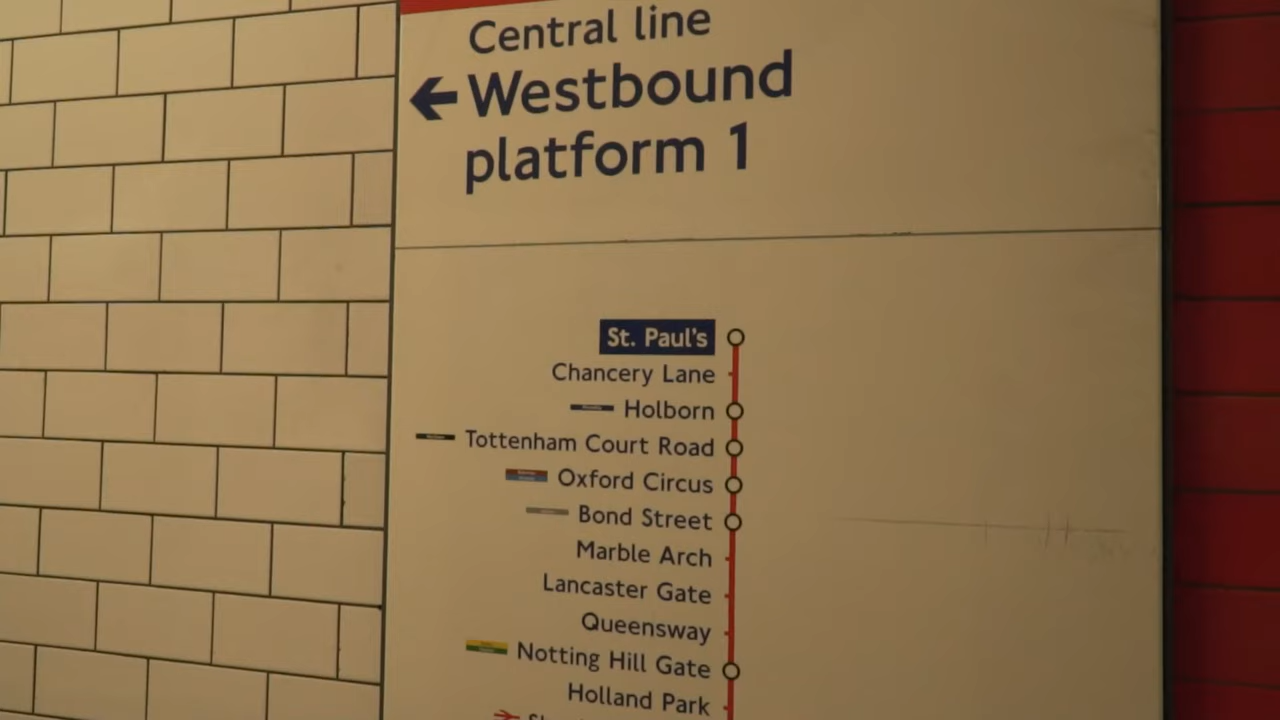 Central line
Westbound
platform 1
St. Paul's
Chancery Lane
Holborn
Tottenham Court Road
Oxford Circus
Bond Street
Marble Arch
Lancaster Gate
Queensway
Notting Hill Gate
Holland Park